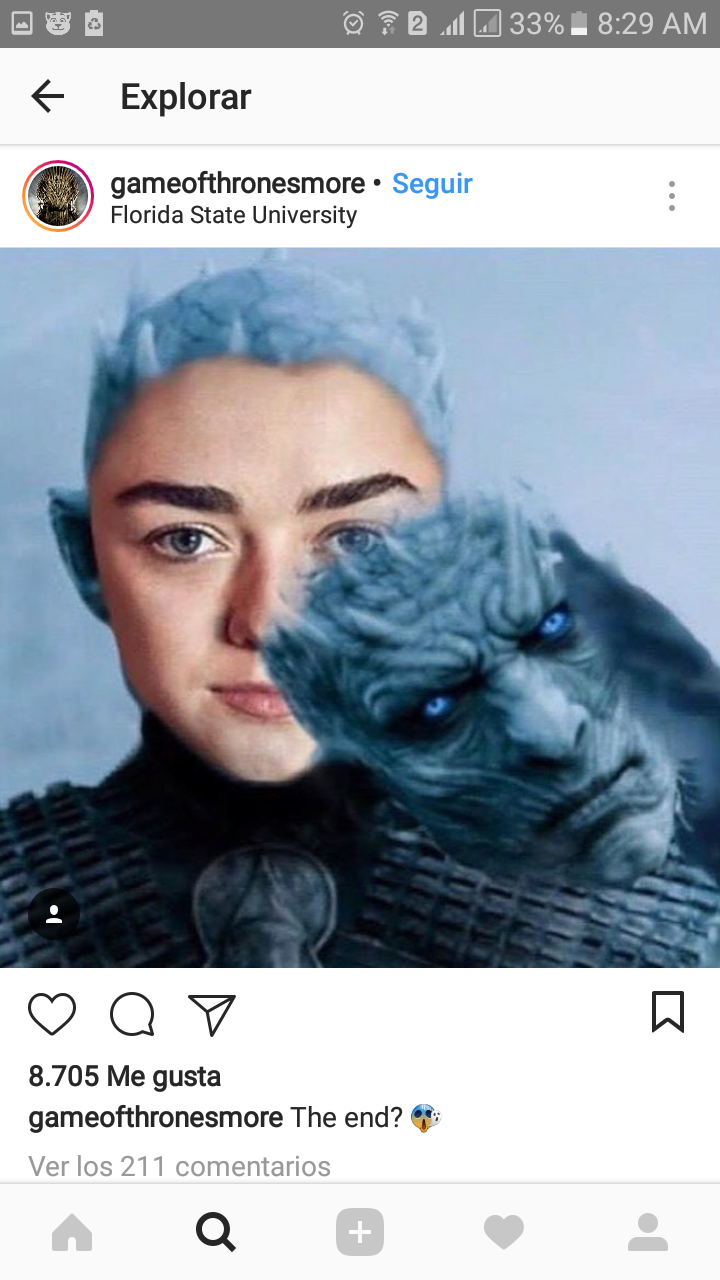 2 33% 8:29 AM
Explorar
gameofthronesmore • Seguir
Florida State University
8.705 Me gusta
gameofthronesmore The end? 😱
Ver los 211 comentarios